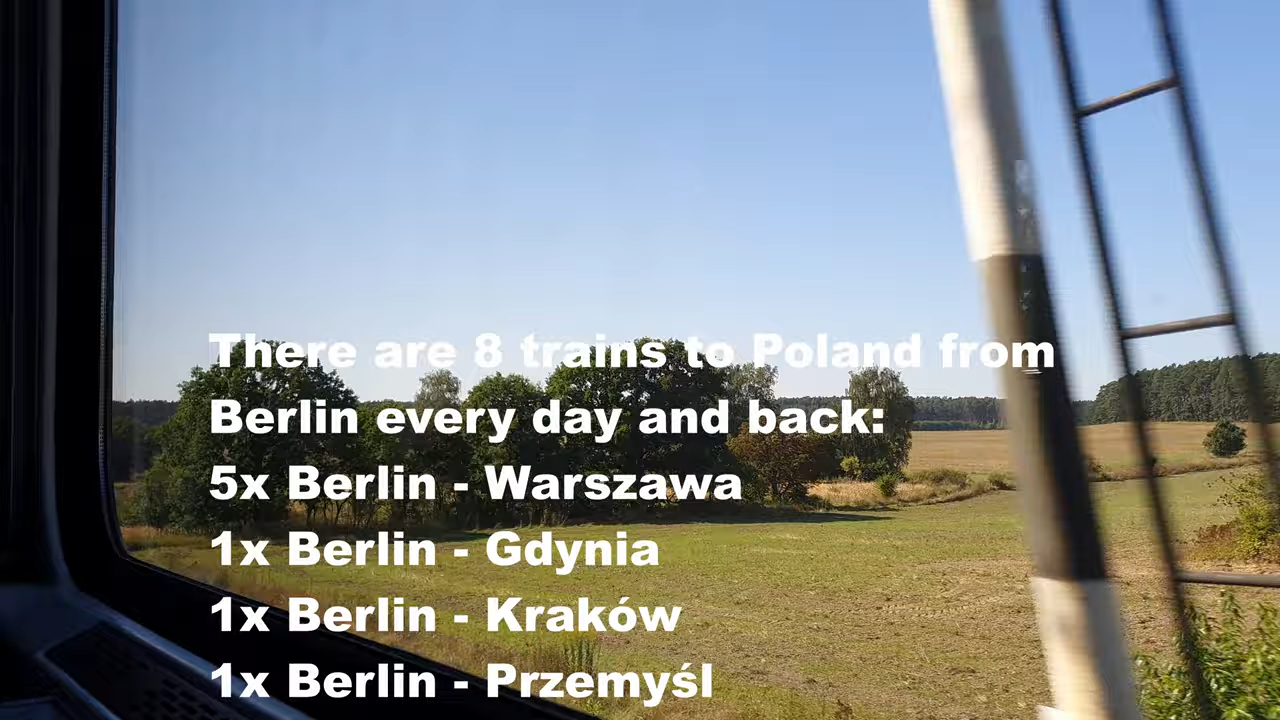 There are 8 trains to Poland from
Berlin every day and back:
5x Berlin - Warszawa
1x Berlin - Gdynia
1x Berlin - Kraków
1x Berlin - Przemyśl